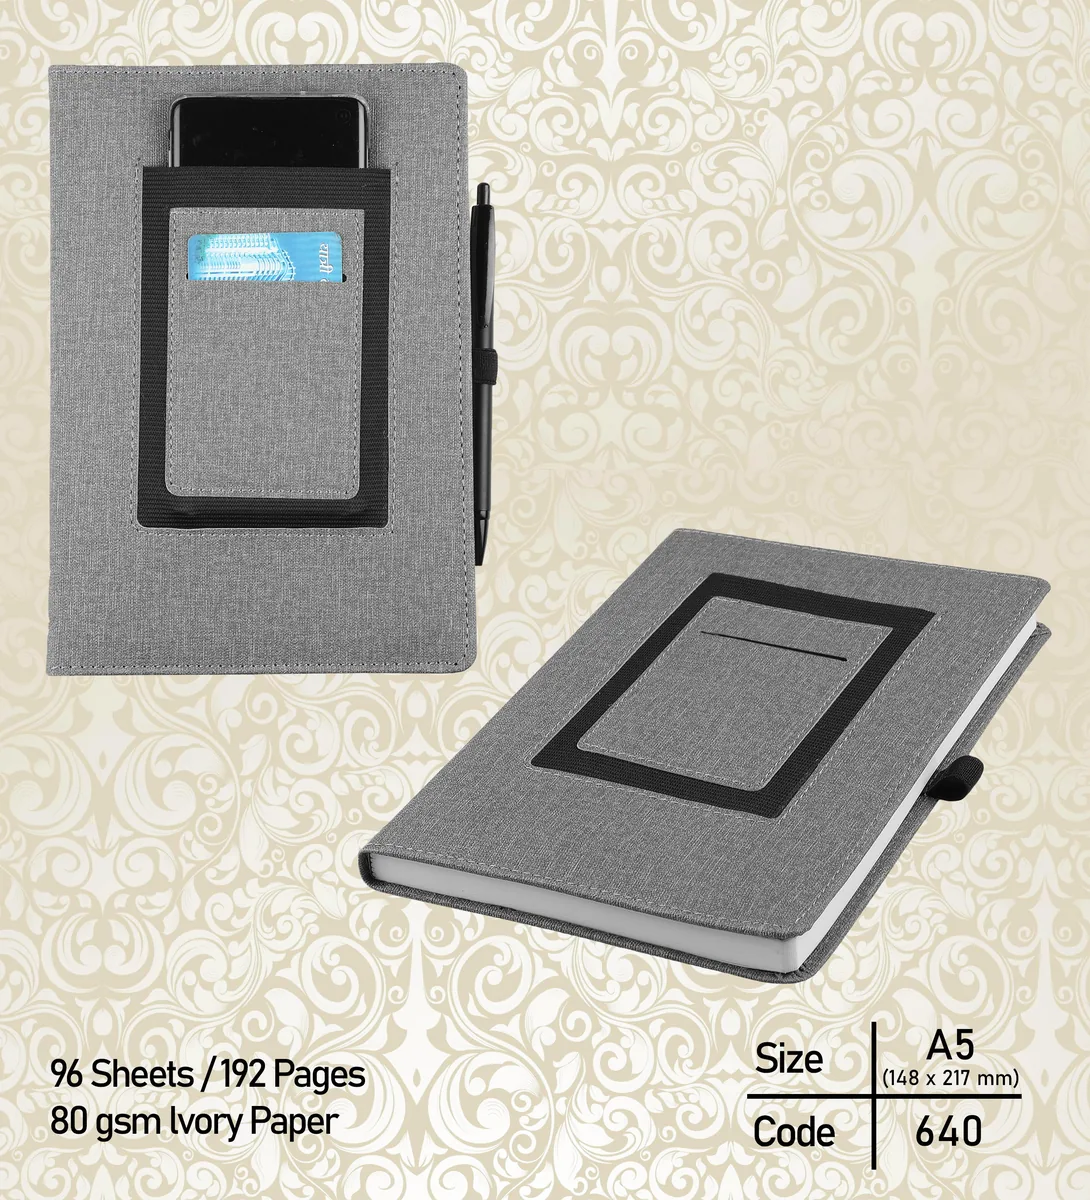 96 Sheets / 192 Pages
80 gsm Ivory Paper
Size A5
(148 x 217 mm)
Code 640